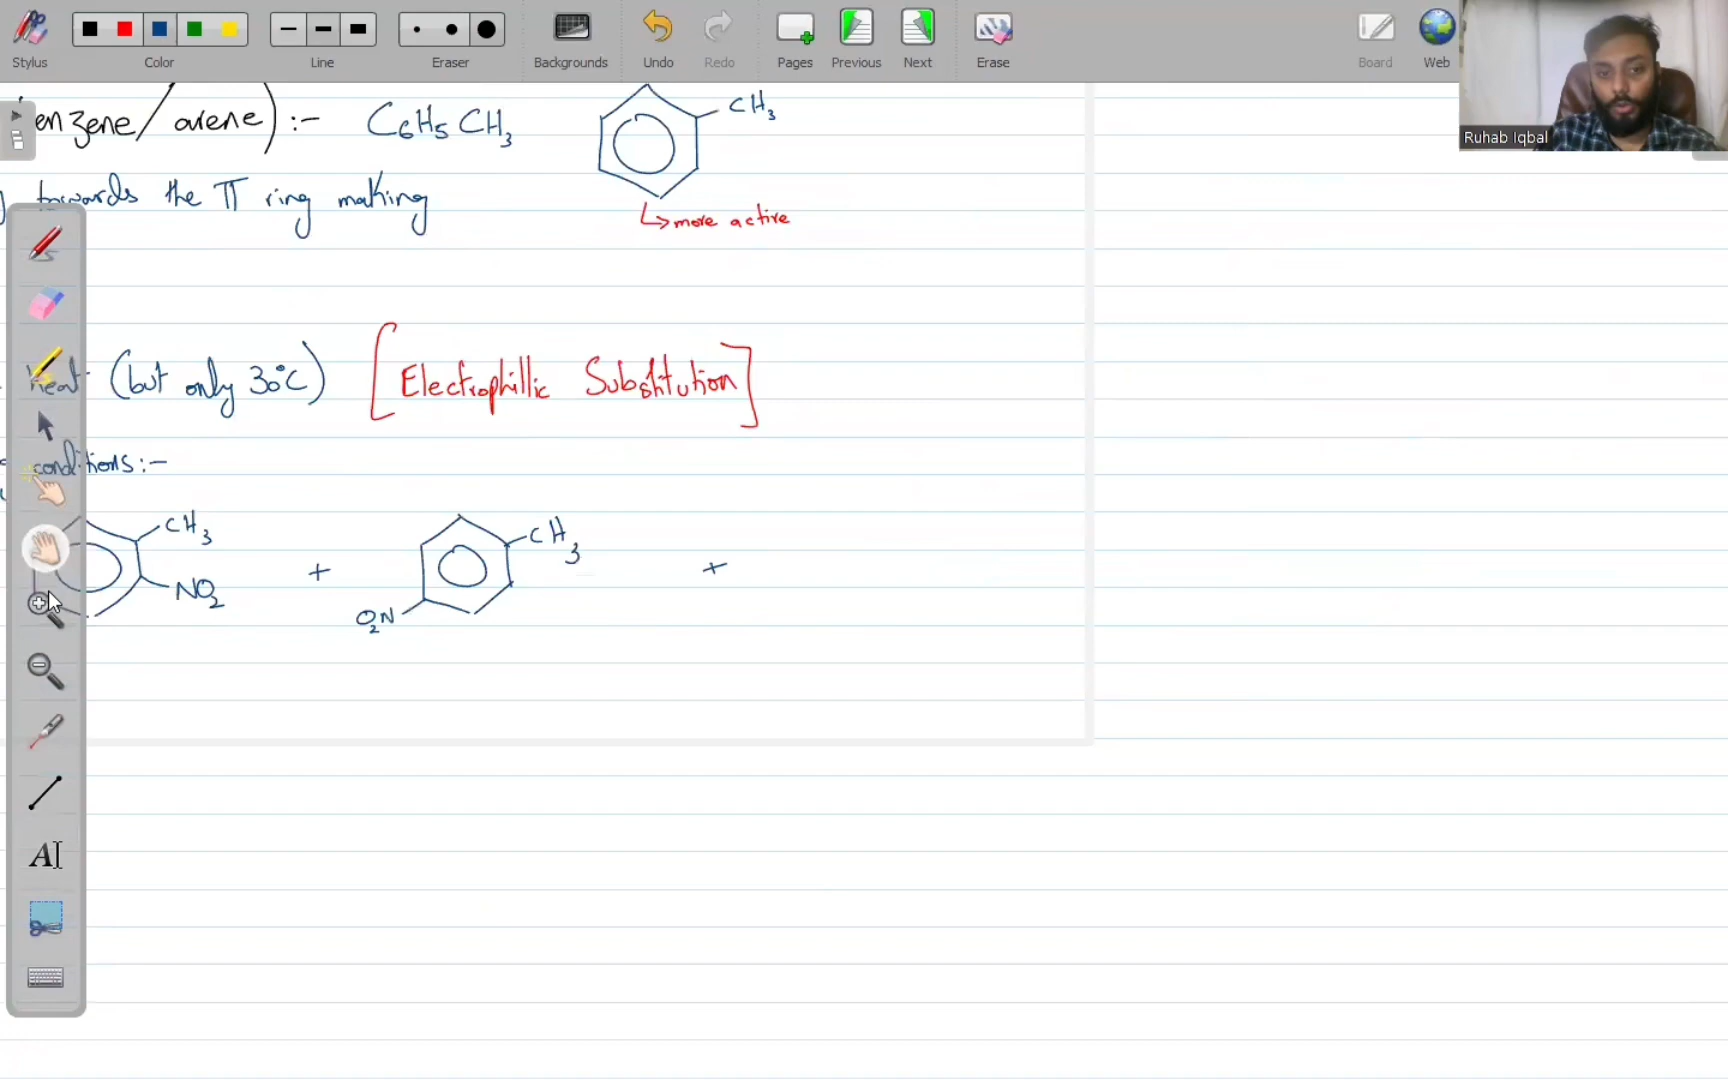 Stylus
Color
Line
Eraser
Backgrounds
Undo
Redo
Pages
Previous
Next
Erase
Board
Web
Ruhab Iqbal
enzene/arene) :- C6H5CH3
CH3
towards the π ring making
↳ more active
Heat (but only 30°C) [Electrophillic Substitution]
conditions :-
CH3
NO2
+
CH3
O2N
+
AI